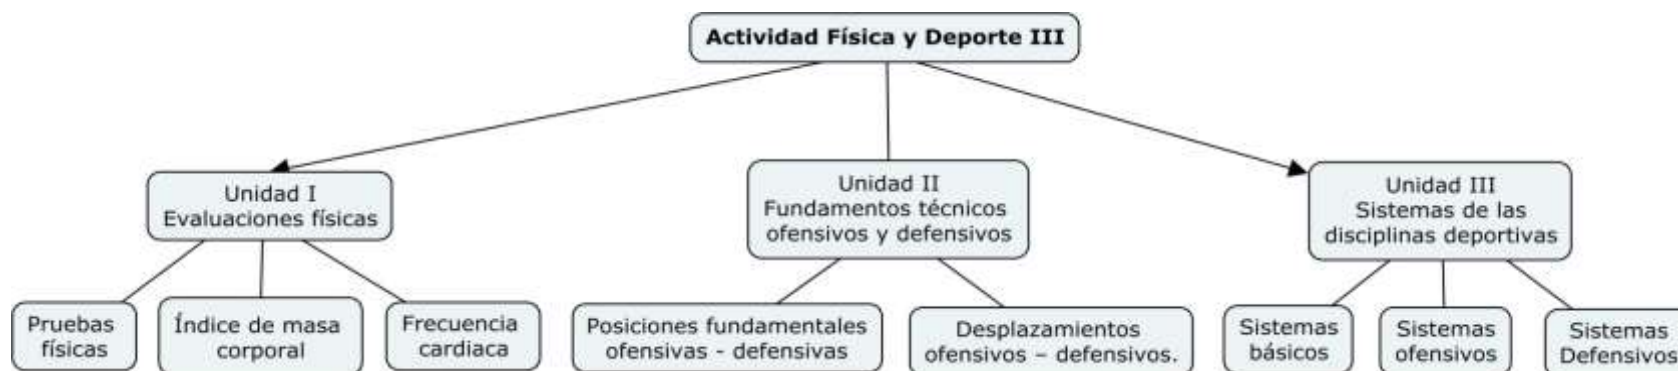 Actividad Física y Deporte III
Unidad I
Evaluaciones físicas
Unidad II
Fundamentos técnicos
ofensivos y defensivos
Unidad III
Sistemas de las
disciplinas deportivas
Pruebas
físicas
Índice de masa
corporal
Frecuencia
cardiaca
Posiciones fundamentales
ofensivas - defensivas
Desplazamientos
ofensivos – defensivos.
Sistemas
básicos
Sistemas
ofensivos
Sistemas
Defensivos